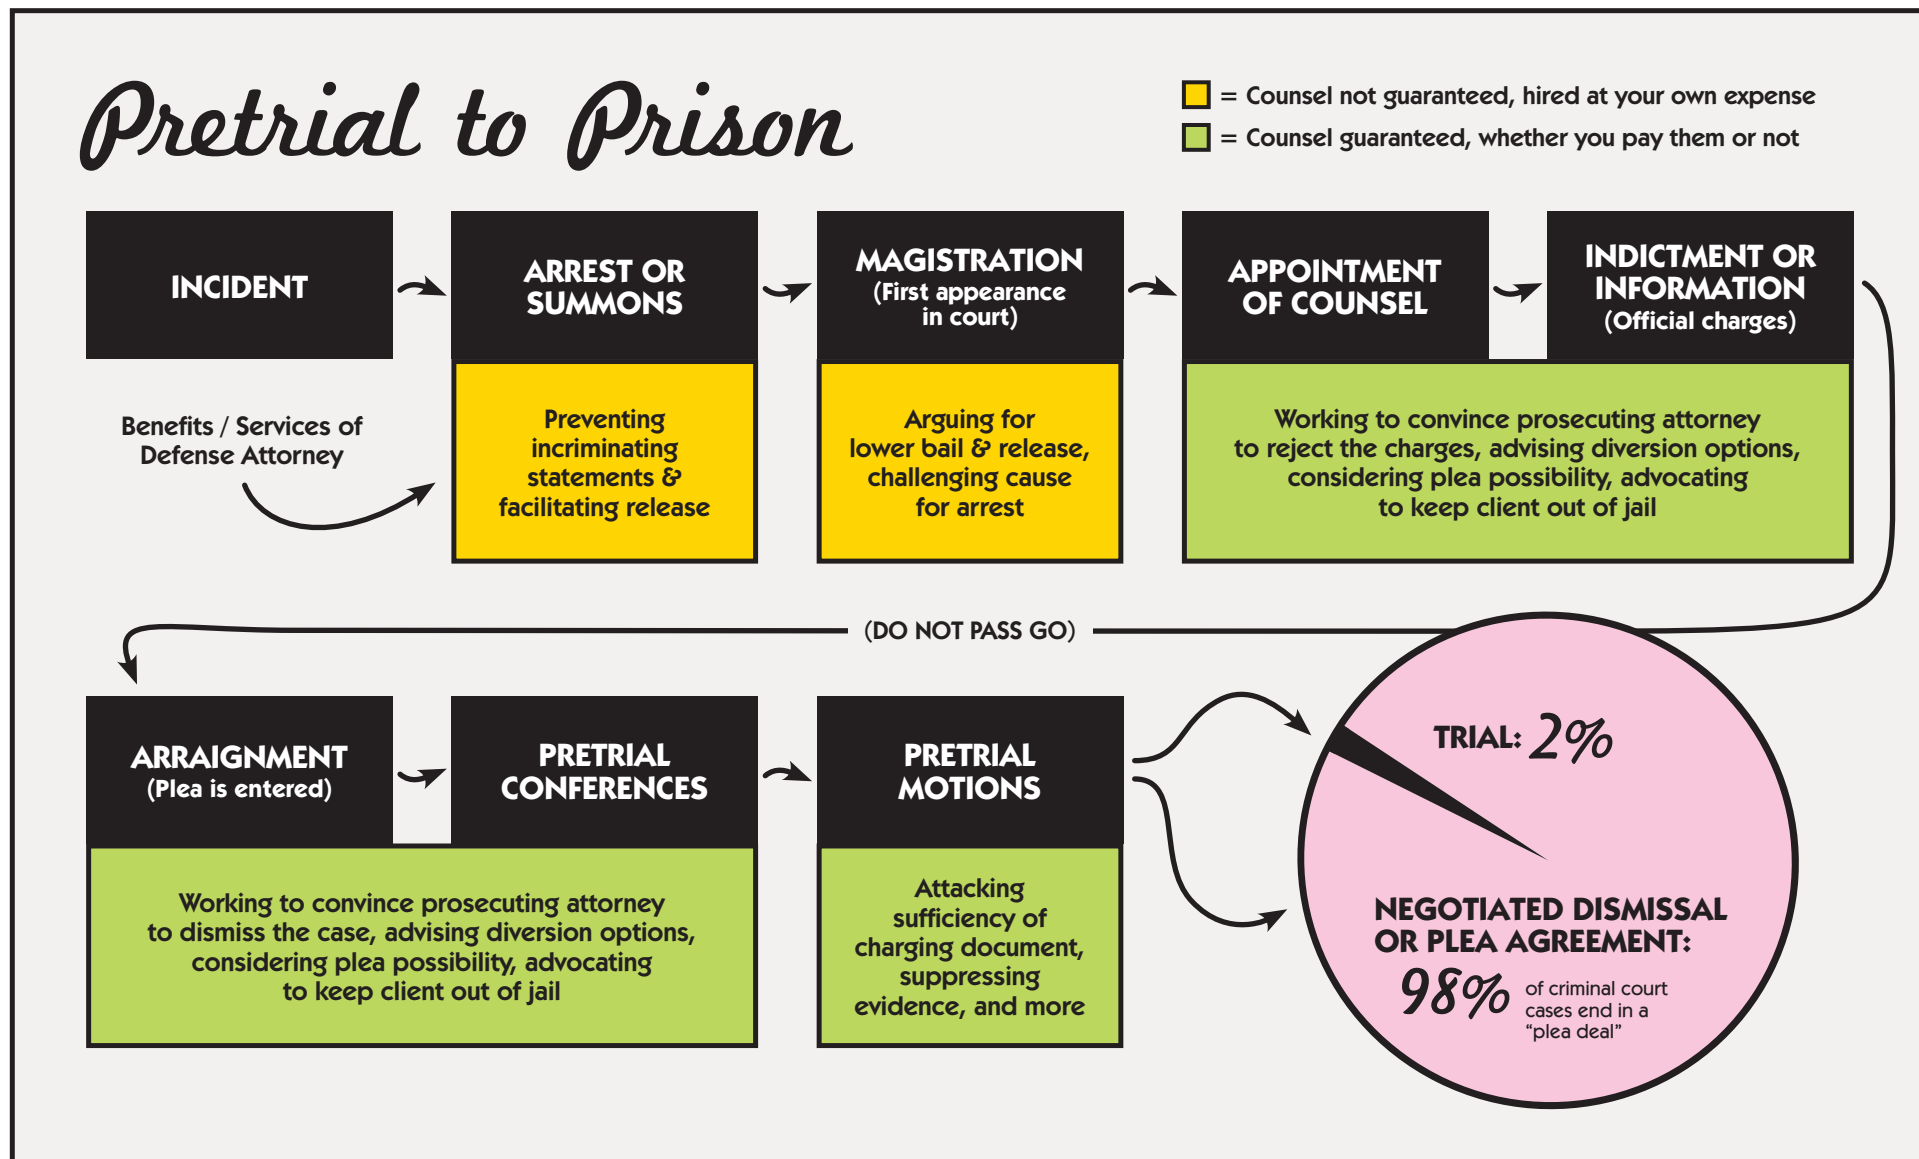 Pretrial to Prison
= Counsel not guaranteed, hired at your own expense
= Counsel guaranteed, whether you pay them or not
INCIDENT
ARREST OR
SUMMONS
MAGISTRATION
(First appearance
in court)
APPOINTMENT
OF COUNSEL
INDICTMENT OR
INFORMATION
(Official charges)
Benefits / Services of
Defense Attorney
Preventing
incriminating
statements &
facilitating release
Arguing for
lower bail & release,
challenging cause
for arrest
Working to convince prosecuting attorney
to reject the charges, advising diversion options,
considering plea possibility, advocating
to keep client out of jail
(DO NOT PASS GO)
ARRAIGNMENT
(Plea is entered)
PRETRIAL
CONFERENCES
PRETRIAL
MOTIONS
Working to convince prosecuting attorney
to dismiss the case, advising diversion options,
considering plea possibility, advocating
to keep client out of jail
Attacking
sufficiency of
charging document,
suppressing
evidence, and more
TRIAL: 2%
NEGOTIATED DISMISSAL
OR PLEA AGREEMENT:
98% of criminal court
cases end in a
“plea deal”